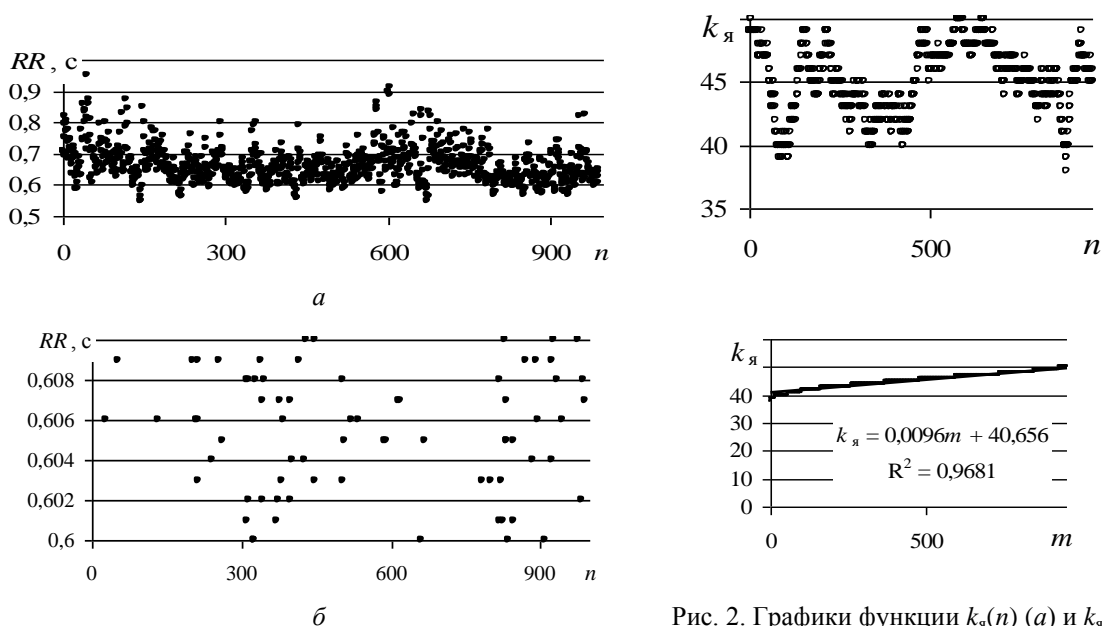 RR, с
0,9
0,8
0,7
0,6
0,5
0 300 600 900 n
а
RR, с
0,608
0,606
0,604
0,602
0,6
0 300 600 900 n
б
k я
45
40
35
0 500 n
k я
40
30
20
10
0
k я = 0,0096m + 40,656
R² = 0,9681
0 500 m
Рис. 2. Графики функции kя(n) (а) и kя